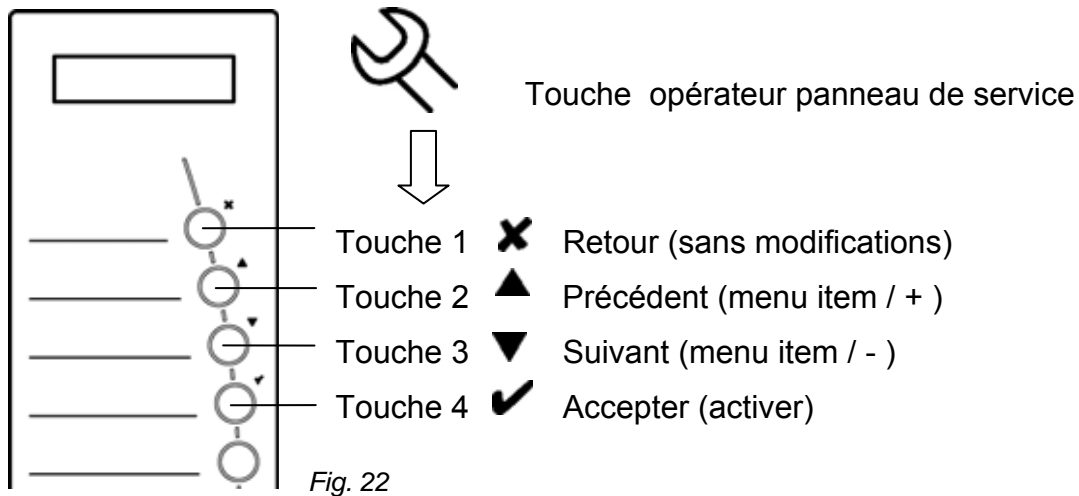 Touche opérateur panneau de service
Touche 1 ✘ Retour (sans modifications)
Touche 2 ▲ Précédent (menu item / + )
Touche 3 ▼ Suivant (menu item / - )
Touche 4 ✔ Accepter (activer)
Fig. 22